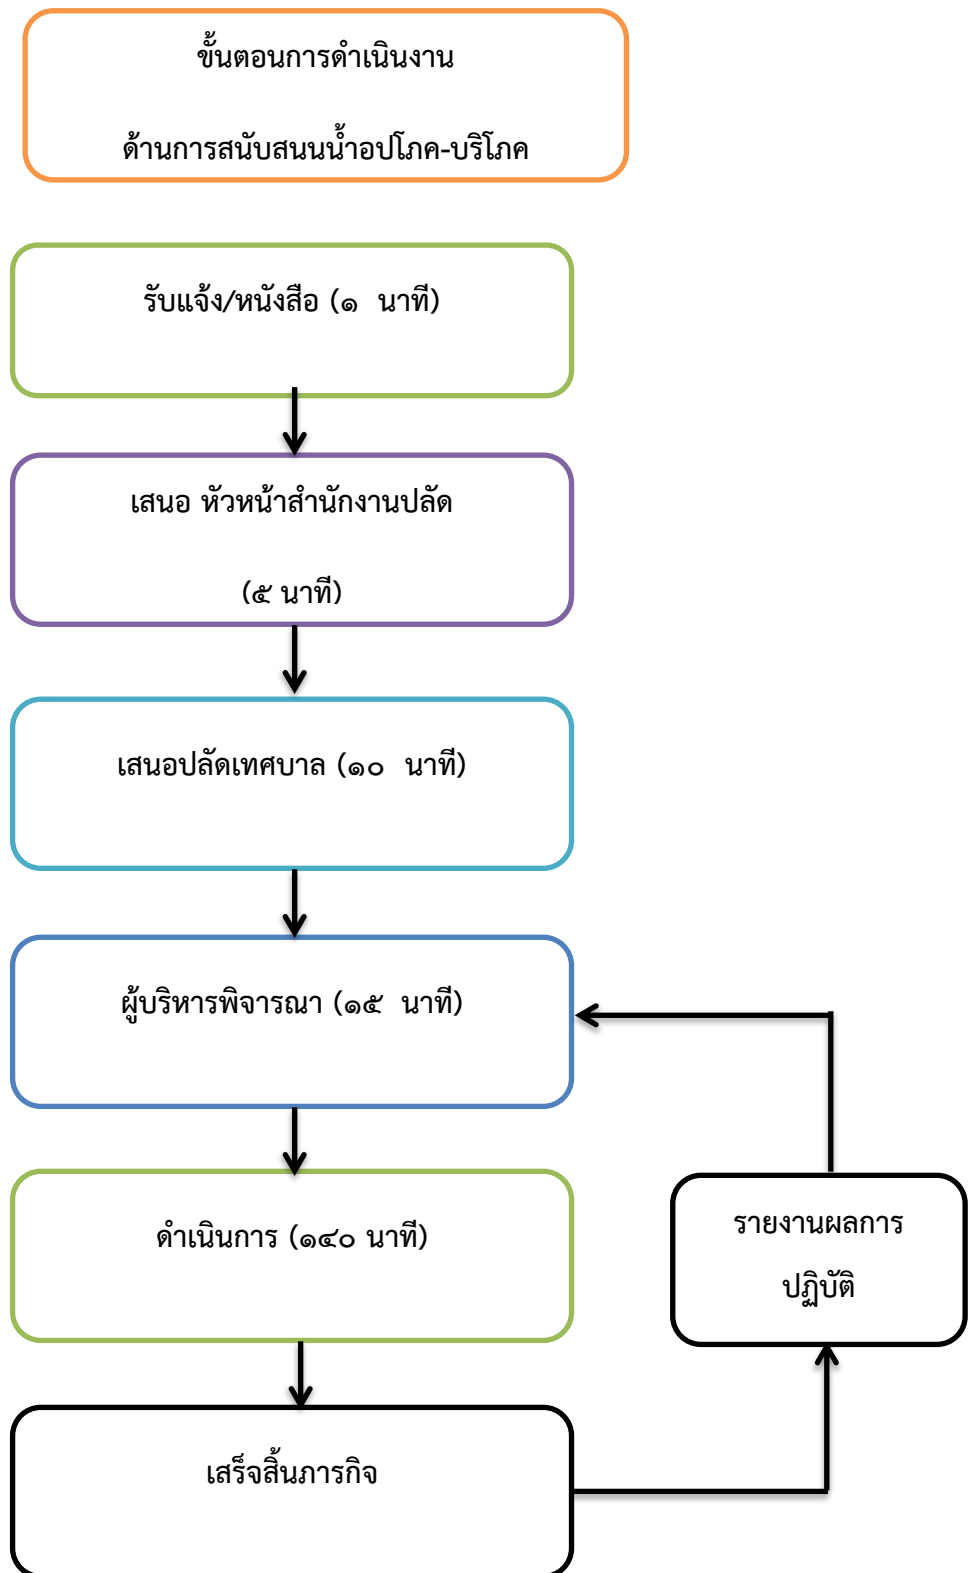 ขั้นตอนการดำเนินงาน
ด้านการสนับสนนน้ำอปโภค-บริโภค
รับแจ้ง/หนังสือ (๑ นาที)
เสนอ หัวหน้าสำนักงานปลัด
(๕ นาที)
เสนอปลัดเทศบาล (๑๐ นาที)
ผู้บริหารพิจารณา (๑๕ นาที)
ดำเนินการ (๑๔๐ นาที)
รายงานผลการ
ปฏิบัติ
เสร็จสิ้นภารกิจ